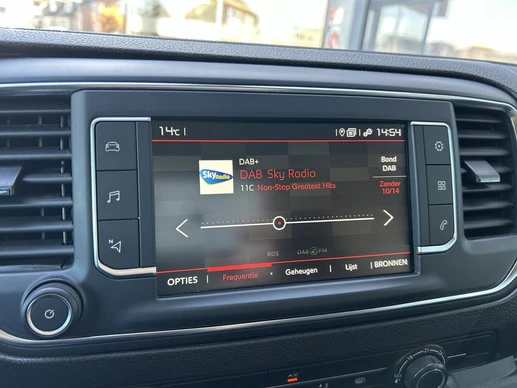 14°C
14:54
DAB+
Sky Radio
DAB Sky Radio
11C Non-Stop Greatest Hits
Band
DAB
Zender
10/14
RDS DAB FM
OPTIES Frequentie Geheugen Lijst BRONNEN
N
A/C